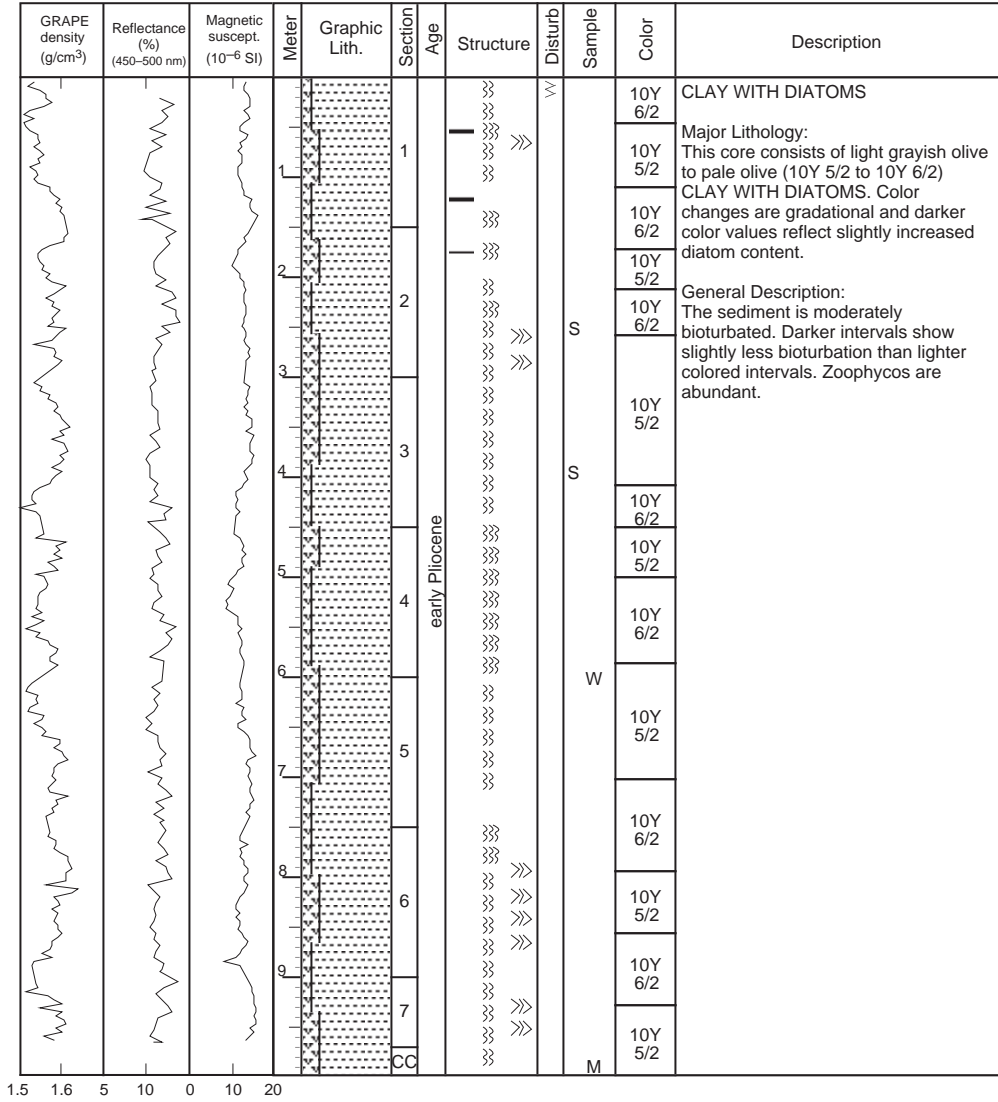 GRAPE
density
(g/cm3)
Reflectance
(%)
(450–500 nm)
Magnetic
suscept.
(10–6 SI)
Meter
Graphic
Lith.
Section
Age
Structure
Disturb
Sample
Color
Description
1
2
3
4
5
6
7
8
9
1
2
3
4
5
6
7
CC
early Pliocene
S
S
W
M
10Y
6/2
10Y
5/2
10Y
6/2
10Y
5/2
10Y
6/2
10Y
5/2
10Y
6/2
10Y
5/2
10Y
6/2
10Y
5/2
10Y
6/2
10Y
5/2
10Y
6/2
10Y
5/2
CLAY WITH DIATOMS
Major Lithology:
This core consists of light grayish olive
to pale olive (10Y 5/2 to 10Y 6/2)
CLAY WITH DIATOMS. Color
changes are gradational and darker
color values reflect slightly increased
diatom content.
General Description:
The sediment is moderately
bioturbated. Darker intervals show
slightly less bioturbation than lighter
colored intervals. Zoophycos are
abundant.
1.5 1.6 5 10 0 10 20